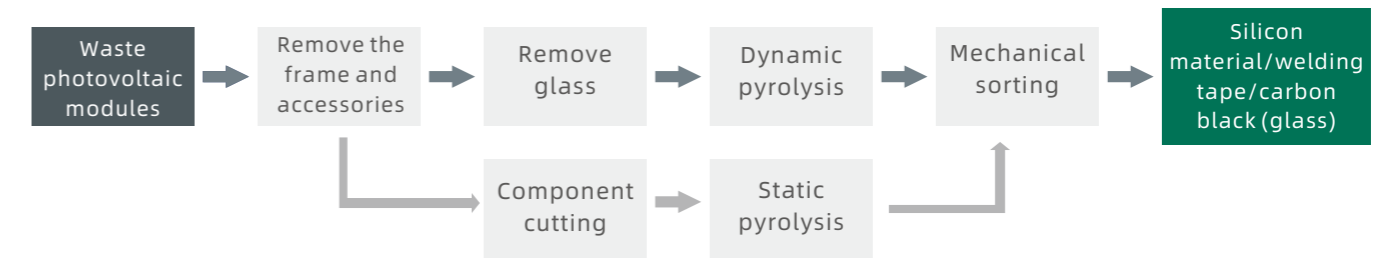 Waste
photovoltaic
modules
Remove the
frame and
accessories
Remove
glass
Dynamic
pyrolysis
Mechanical
sorting
Silicon
material/welding
tape/carbon
black (glass)
Component
cutting
Static
pyrolysis